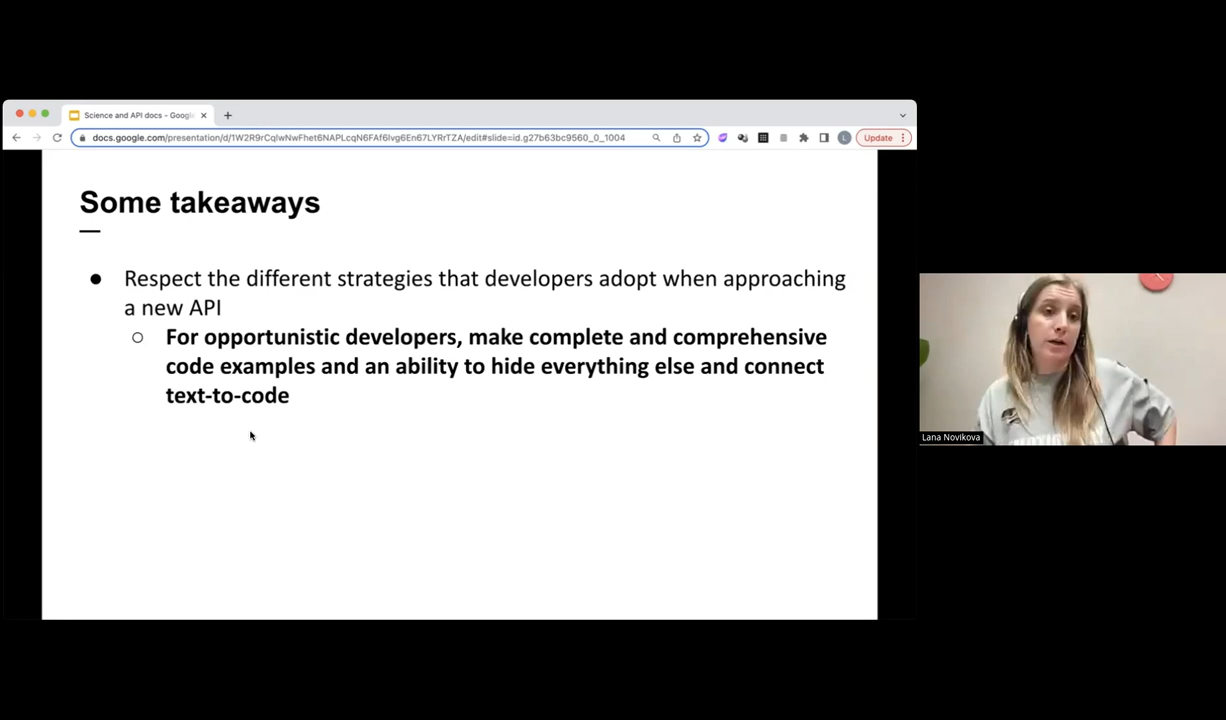 Science and API docs - Goog
docs.google.com/presentation/d/1W2R9rCqlwNwFhet6NAPLcqN6FAf6lvg6En67LYRrTZA/edit#slide=id.g27b63bc9560_0_1004
L
Update
Some takeaways
● Respect the different strategies that developers adopt when approaching
a new API
○ For opportunistic developers, make complete and comprehensive
code examples and an ability to hide everything else and connect
text-to-code
Lana Novikova